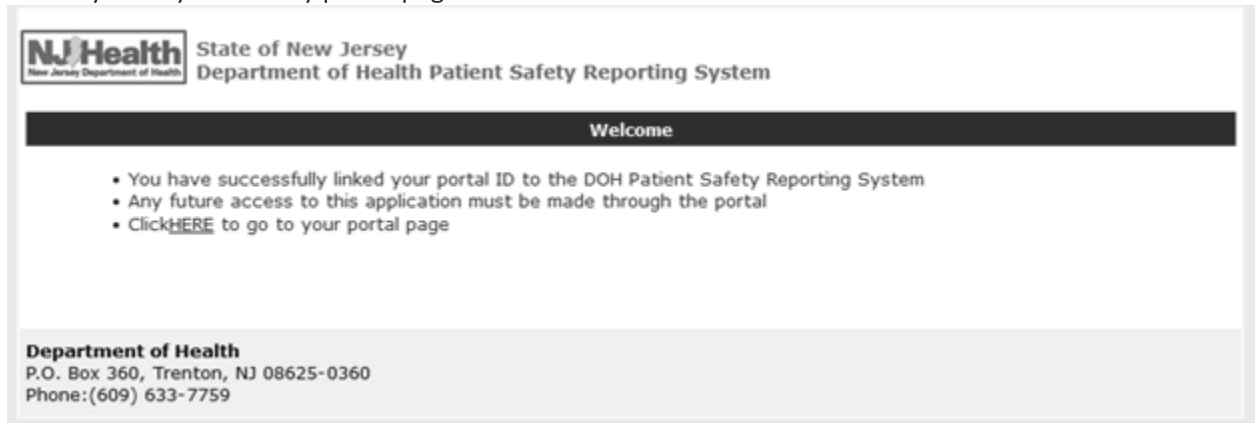 NJHealth
New Jersey Department of Health
State of New Jersey
Department of Health Patient Safety Reporting System
Welcome
• You have successfully linked your portal ID to the DOH Patient Safety Reporting System
• Any future access to this application must be made through the portal
• ClickHERE to go to your portal page
Department of Health
P.O. Box 360, Trenton, NJ 08625-0360
Phone:(609) 633-7759